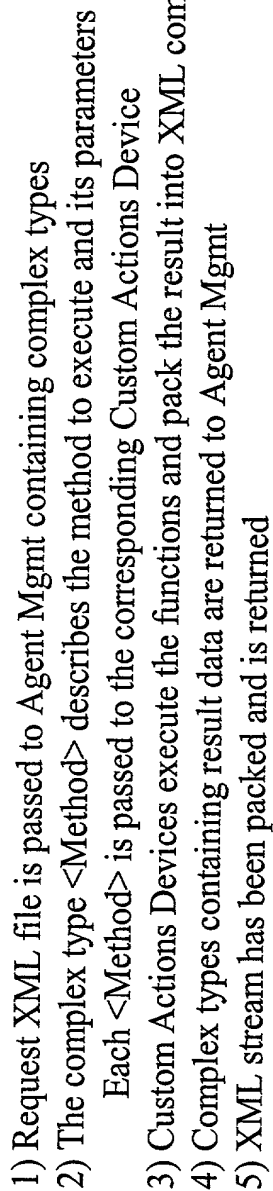 1) Request XML file is passed to Agent Mgmt containing complex types
2) The complex type <Method> describes the method to execute and its parameters
Each <Method> is passed to the corresponding Custom Actions Device
3) Custom Actions Devices execute the functions and pack the result into XML com
4) Complex types containing result data are returned to Agent Mgmt
5) XML stream has been packed and is returned